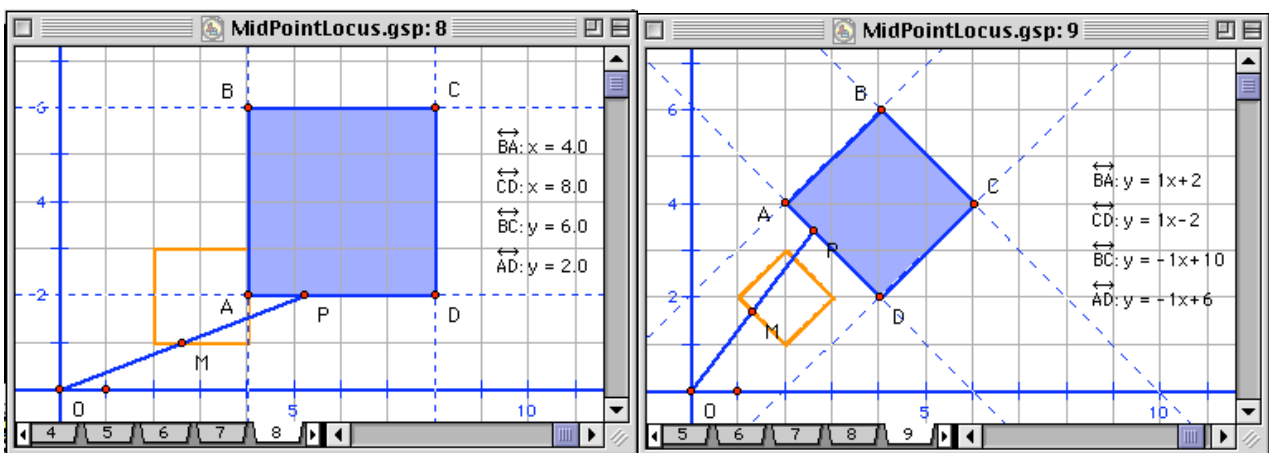 MidPointLocus.gsp: 8
B
C
6
BA: x = 4.0
CD: x = 8.0
4
BC: y = 6.0
AD: y = 2.0
2
A
P
D
M
O
5
10
4 5 6 7 8
MidPointLocus.gsp: 9
B
6
BA: y = 1x+2
C
4
A
CD: y = 1x-2
P
BC: y = -1x+10
2
AD: y = -1x+6
D
M
O
5
10
5 6 7 8 9